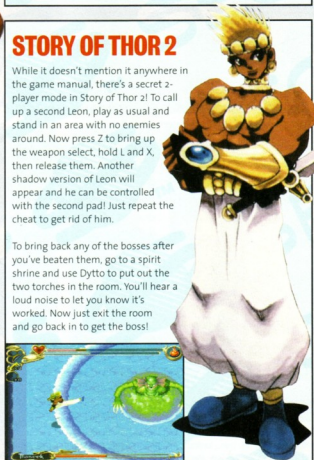 STORY OF THOR 2
While it doesn't mention it anywhere in
the game manual, there's a secret 2-
player mode in Story of Thor 2! To call
up a second Leon, play as usual and
stand in an area with no enemies
around. Now press Z to bring up
the weapon select, hold L and X,
then release them. Another
shadow version of Leon will
appear and he can be controlled
with the second pad! Just repeat the
cheat to get rid of him.
To bring back any of the bosses after
you've beaten them, go to a spirit
shrine and use Dytto to put out the
two torches in the room. You'll hear a
loud noise to let you know it's
worked. Now just exit the room
and go back in to get the boss!